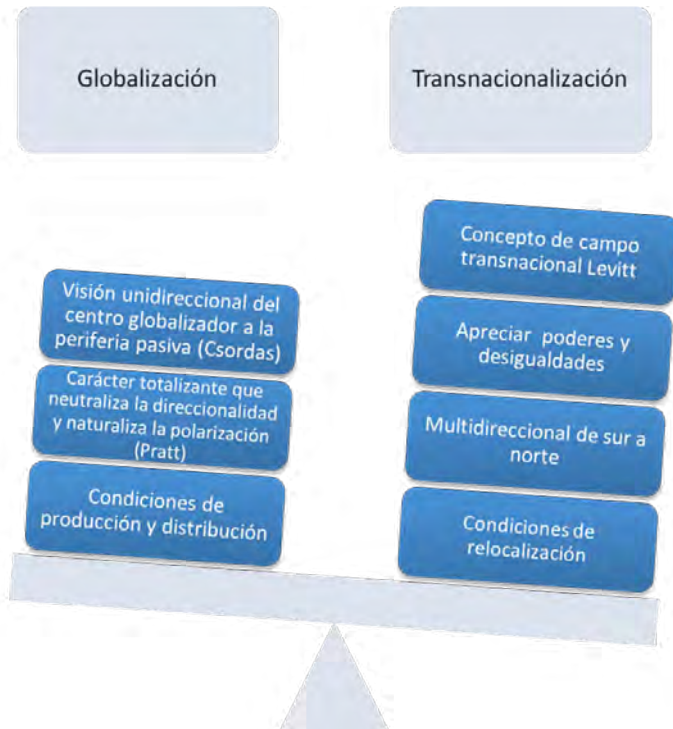 Globalización
Transnacionalización
Visión unidireccional del
centro globalizador a la
periferia pasiva (Csordas)
Carácter totalizante que
neutraliza la direccionalidad
y naturaliza la polarización
(Pratt)
Condiciones de
producción y distribución
Concepto de campo
transnacional Levitt
Apreciar poderes y
desigualdades
Multidireccional de sur a
norte
Condiciones de
relocalización